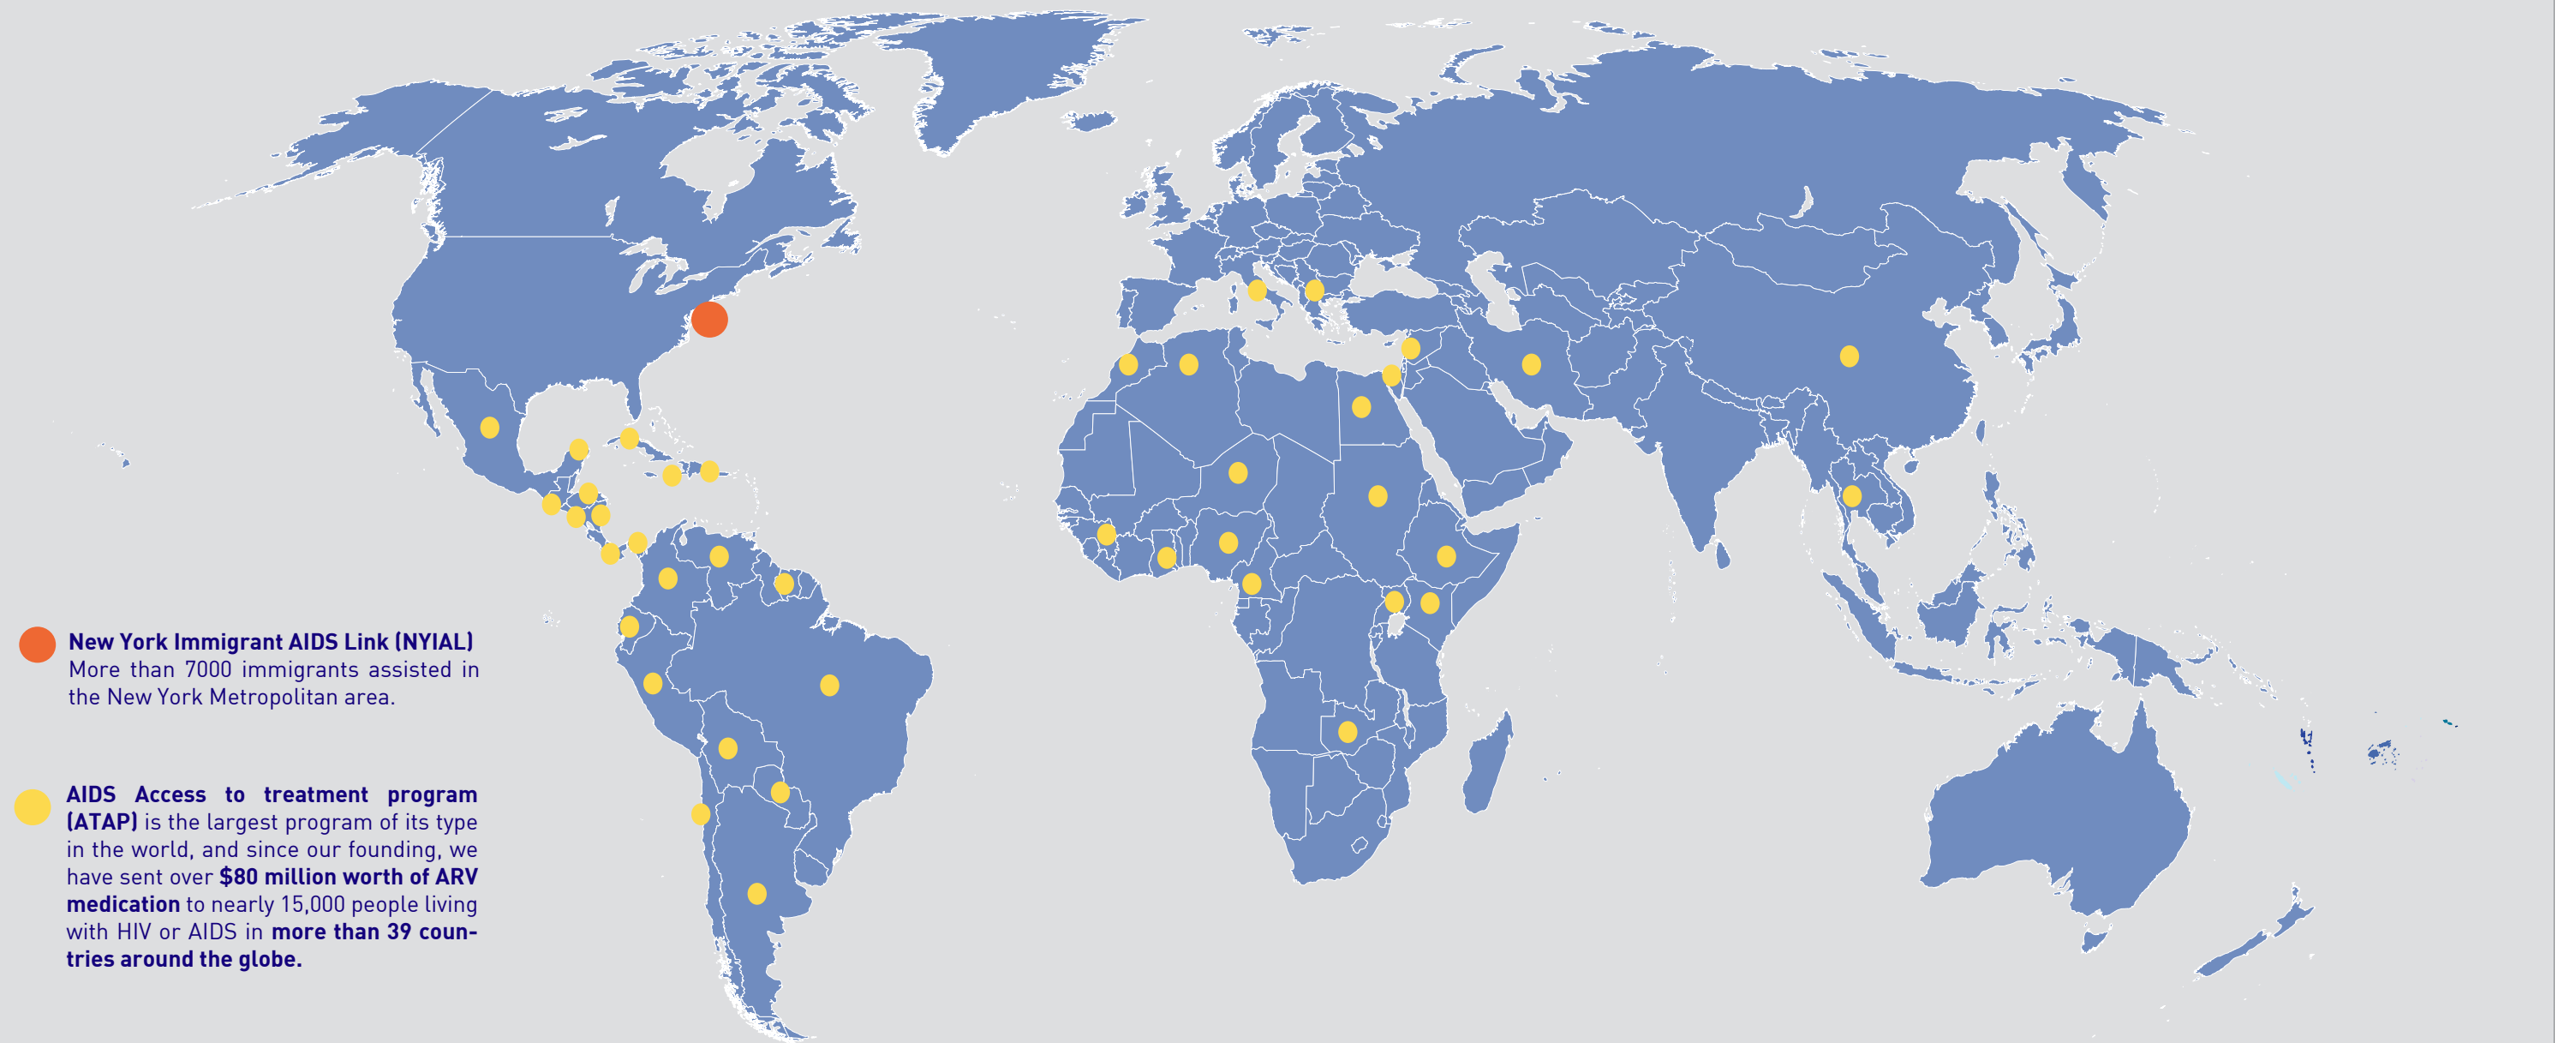 New York Immigrant AIDS Link (NYIAL)
More than 7000 immigrants assisted in
the New York Metropolitan area.
AIDS Access to treatment program
(ATAP) is the largest program of its type
in the world, and since our founding, we
have sent over $80 million worth of ARV
medication to nearly 15,000 people living
with HIV or AIDS in more than 39 coun-
tries around the globe.